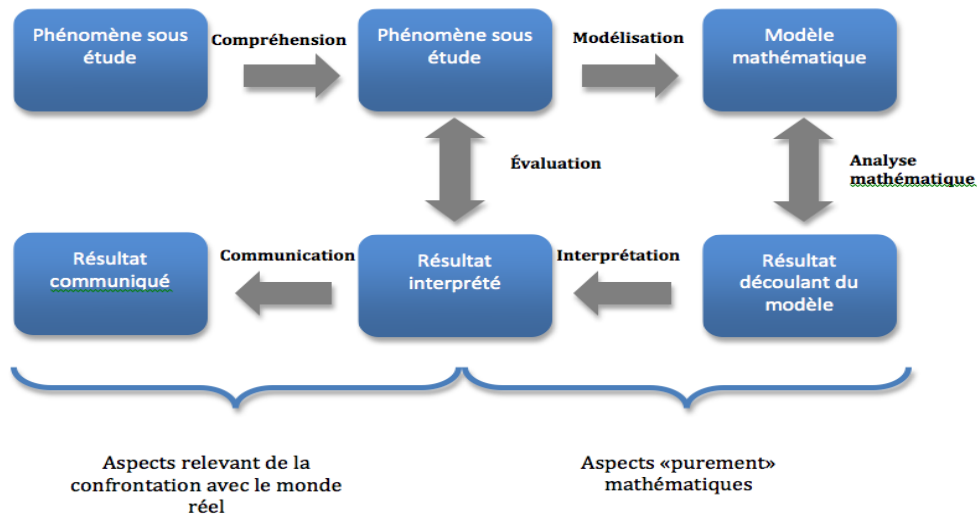 Phénomène sous
étude
Compréhension
Phénomène sous
étude
Modélisation
Modèle
mathématique
Évaluation
Analyse
mathématique
Résultat
communiqué
Communication
Résultat
interprété
Interprétation
Résultat
découlant du
modèle
Aspects relevant de la
confrontation avec le monde
réel
Aspects «purement»
mathématiques